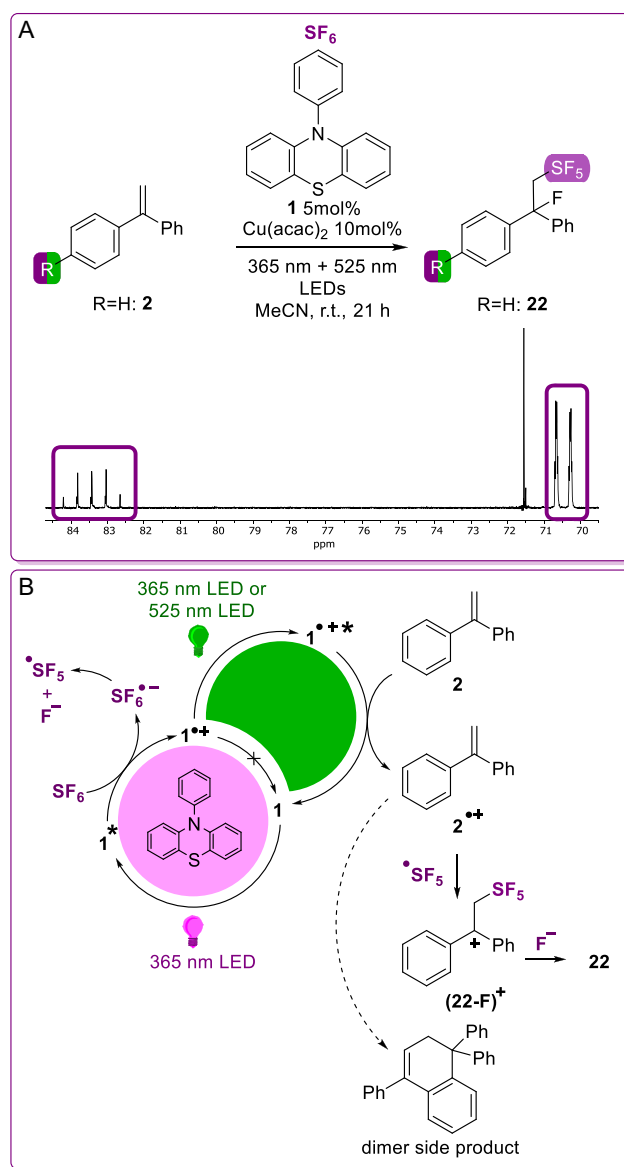 A
SF6
N
S
1 5mol%
Cu(acac)2 10mol%
365 nm + 525 nm
LEDs
MeCN, r.t., 21 h
Ph
R
R=H: 2
SF5
F
Ph
R
R=H: 22
84 83 82 81 80 79 78 77 76 75 74 73 72 71 70
ppm
B
365 nm LED or
525 nm LED
1•+*
•SF5
+
F−
SF6•−
SF6
1•+
1
1*
N
S
365 nm LED
Ph
2
Ph
2•+
•SF5
SF5
Ph
+
F−
22
(22-F)+
Ph
Ph
Ph
dimer side product